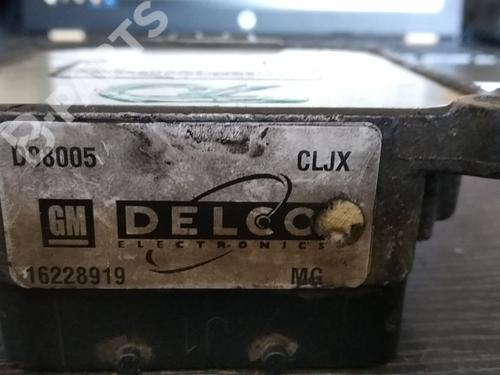 B-PARTS
D98005 CLJX
GM DELCO
ELECTRONICS
16228919 MG